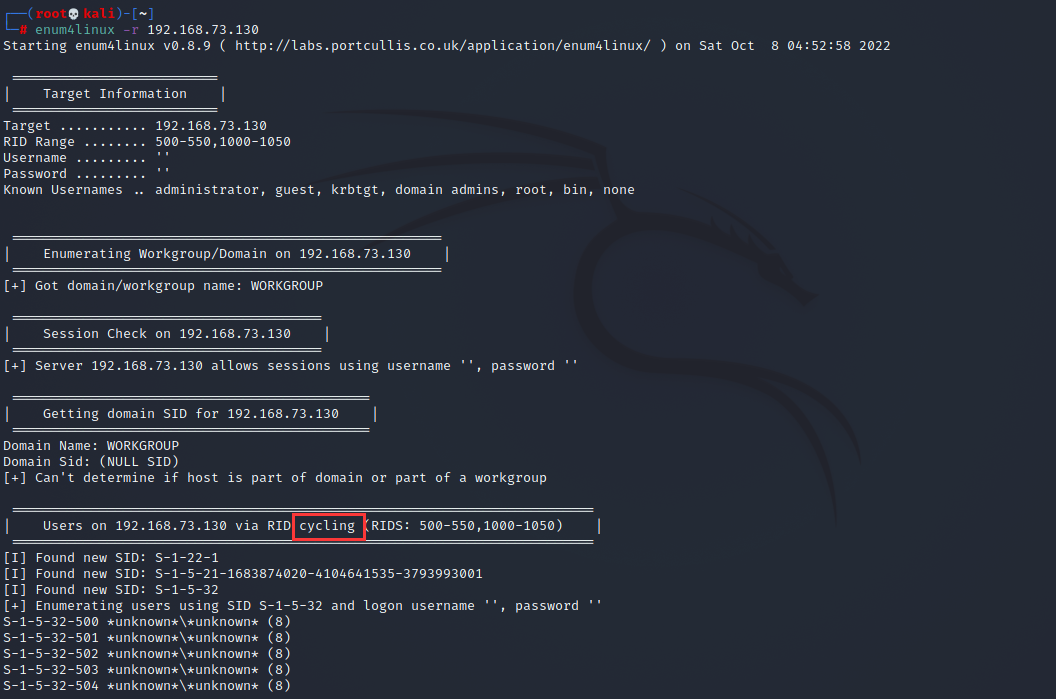 ┌──(root💀kali)-[~]
└─# enum4linux -r 192.168.73.130
Starting enum4linux v0.8.9 ( http://labs.portcullis.co.uk/application/enum4linux/ ) on Sat Oct  8 04:52:58 2022
|    Target Information    |
Target ........... 192.168.73.130
RID Range ........ 500-550,1000-1050
Username ......... ''
Password ......... ''
Known Usernames .. administrator, guest, krbtgt, domain admins, root, bin, none
|    Enumerating Workgroup/Domain on 192.168.73.130    |
[+] Got domain/workgroup name: WORKGROUP
|    Session Check on 192.168.73.130    |
[+] Server 192.168.73.130 allows sessions using username '', password ''
|    Getting domain SID for 192.168.73.130    |
Domain Name: WORKGROUP
Domain Sid: (NULL SID)
[+] Can't determine if host is part of domain or part of a workgroup
|    Users on 192.168.73.130 via RID cycling (RIDS: 500-550,1000-1050)    |
[I] Found new SID: S-1-22-1
[I] Found new SID: S-1-5-21-1683874020-4104641535-3793993001
[I] Found new SID: S-1-5-32
[+] Enumerating users using SID S-1-5-32 and logon username '', password ''
S-1-5-32-500 *unknown*\*unknown* (8)
S-1-5-32-501 *unknown*\*unknown* (8)
S-1-5-32-502 *unknown*\*unknown* (8)
S-1-5-32-503 *unknown*\*unknown* (8)
S-1-5-32-504 *unknown*\*unknown* (8)